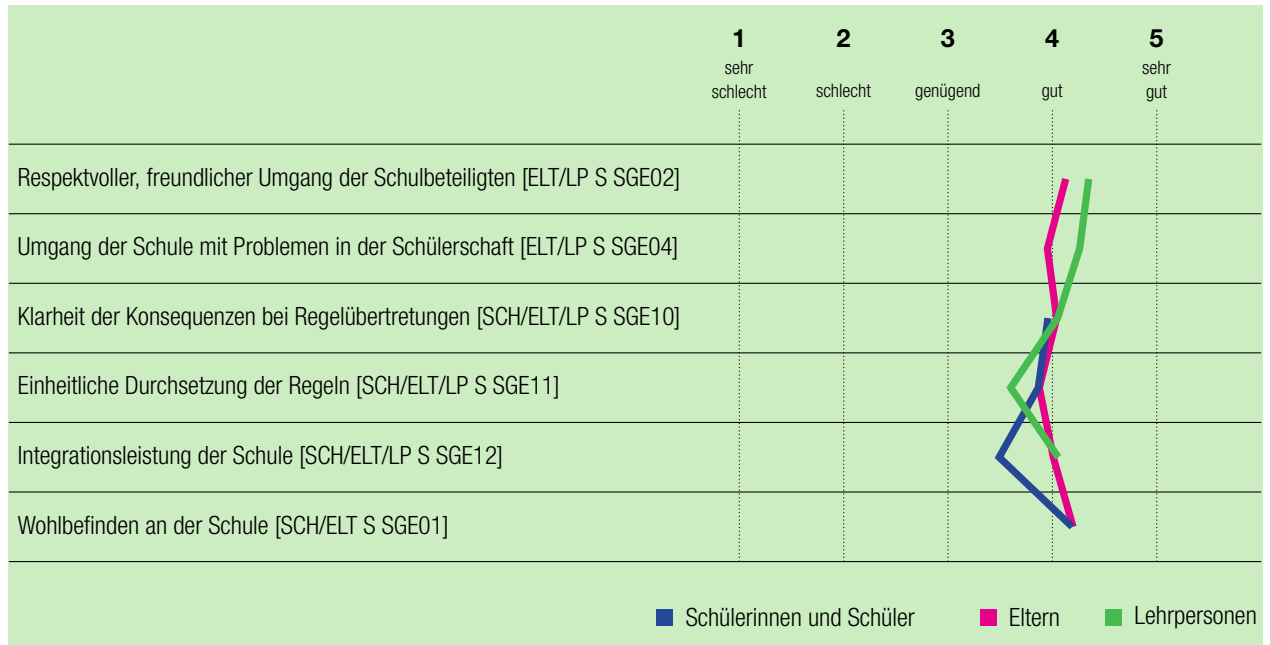 1 2 3 4 5
sehr schlecht schlecht genügend gut sehr gut
Respektvoller, freundlicher Umgang der Schulbeteiligten [ELT/LP S SGE02]
Umgang der Schule mit Problemen in der Schülerschaft [ELT/LP S SGE04]
Klarheit der Konsequenzen bei Regelübertretungen [SCH/ELT/LP S SGE10]
Einheitliche Durchsetzung der Regeln [SCH/ELT/LP S SGE11]
Integrationsleistung der Schule [SCH/ELT/LP S SGE12]
Wohlbefinden an der Schule [SCH/ELT S SGE01]
Schülerinnen und Schüler Eltern Lehrpersonen